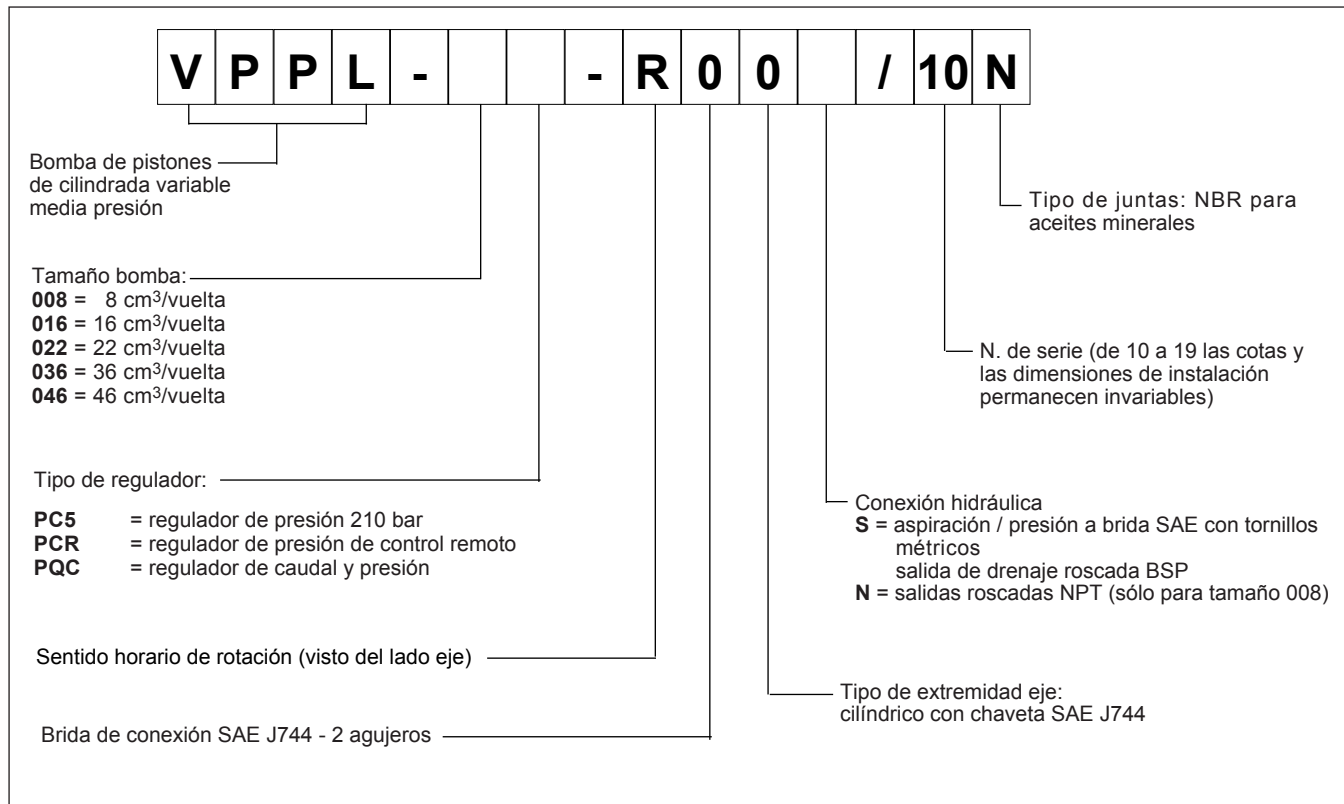 V P P L - - R 0 0 / 10 N
Bomba de pistones
de cilindrada variable
media presión
Tipo de juntas: NBR para
aceites minerales
Tamaño bomba:
008 = 8 cm³/vuelta
016 = 16 cm³/vuelta
022 = 22 cm³/vuelta
036 = 36 cm³/vuelta
046 = 46 cm³/vuelta
N. de serie (de 10 a 19 las cotas y
las dimensiones de instalación
permanecen invariables)
Tipo de regulador:
PC5 = regulador de presión 210 bar
PCR = regulador de presión de control remoto
PQC = regulador de caudal y presión
Conexión hidráulica
S = aspiración / presión a brida SAE con tornillos
métricos
salida de drenaje roscada BSP
N = salidas roscadas NPT (sólo para tamaño 008)
Sentido horario de rotación (visto del lado eje)
Tipo de extremidad eje:
cilíndrico con chaveta SAE J744
Brida de conexión SAE J744 - 2 agujeros